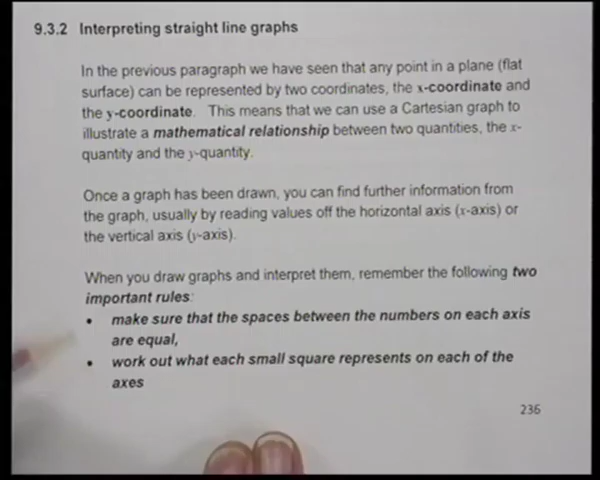 9.3.2 Interpreting straight line graphs
In the previous paragraph we have seen that any point in a plane (flat
surface) can be represented by two coordinates, the x-coordinate and
the y-coordinate. This means that we can use a Cartesian graph to
illustrate a mathematical relationship between two quantities, the x-
quantity and the y-quantity.
Once a graph has been drawn, you can find further information from
the graph, usually by reading values off the horizontal axis (x-axis) or
the vertical axis (y-axis).
When you draw graphs and interpret them, remember the following two
important rules:
• make sure that the spaces between the numbers on each axis
are equal,
• work out what each small square represents on each of the
axes
236